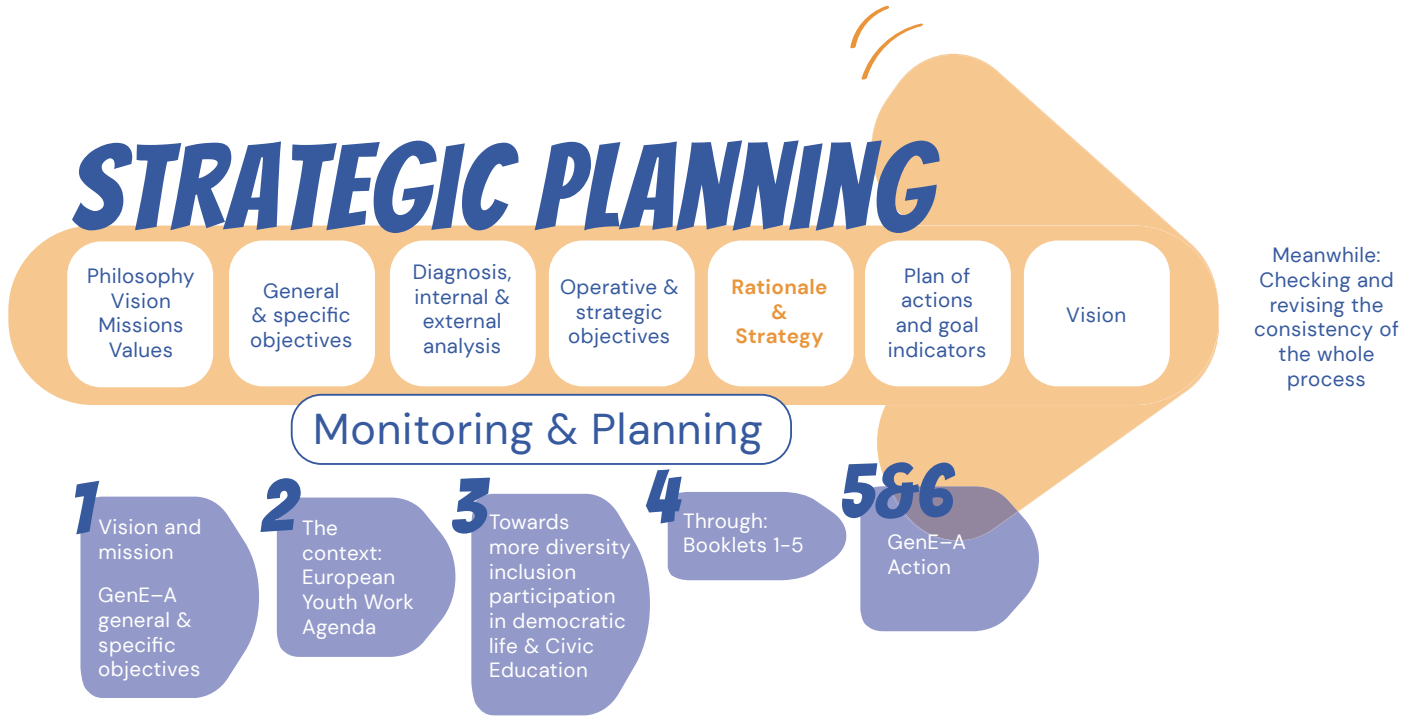 STRATEGIC PLANNING
Philosophy
Vision
Missions
Values
General
& specific
objectives
Diagnosis,
internal &
external
analysis
Operative &
strategic
objectives
Rationale
&
Strategy
Plan of
actions
and goal
indicators
Vision
Meanwhile:
Checking and
revising the
consistency of
the whole
process
Monitoring & Planning
1
Vision and
mission
GenE–A
general &
specific
objectives
2
The
context:
European
Youth Work
Agenda
3
Towards
more diversity
inclusion
participation
in democratic
life & Civic
Education
4
Through:
Booklets 1-5
5&6
GenE–A
Action